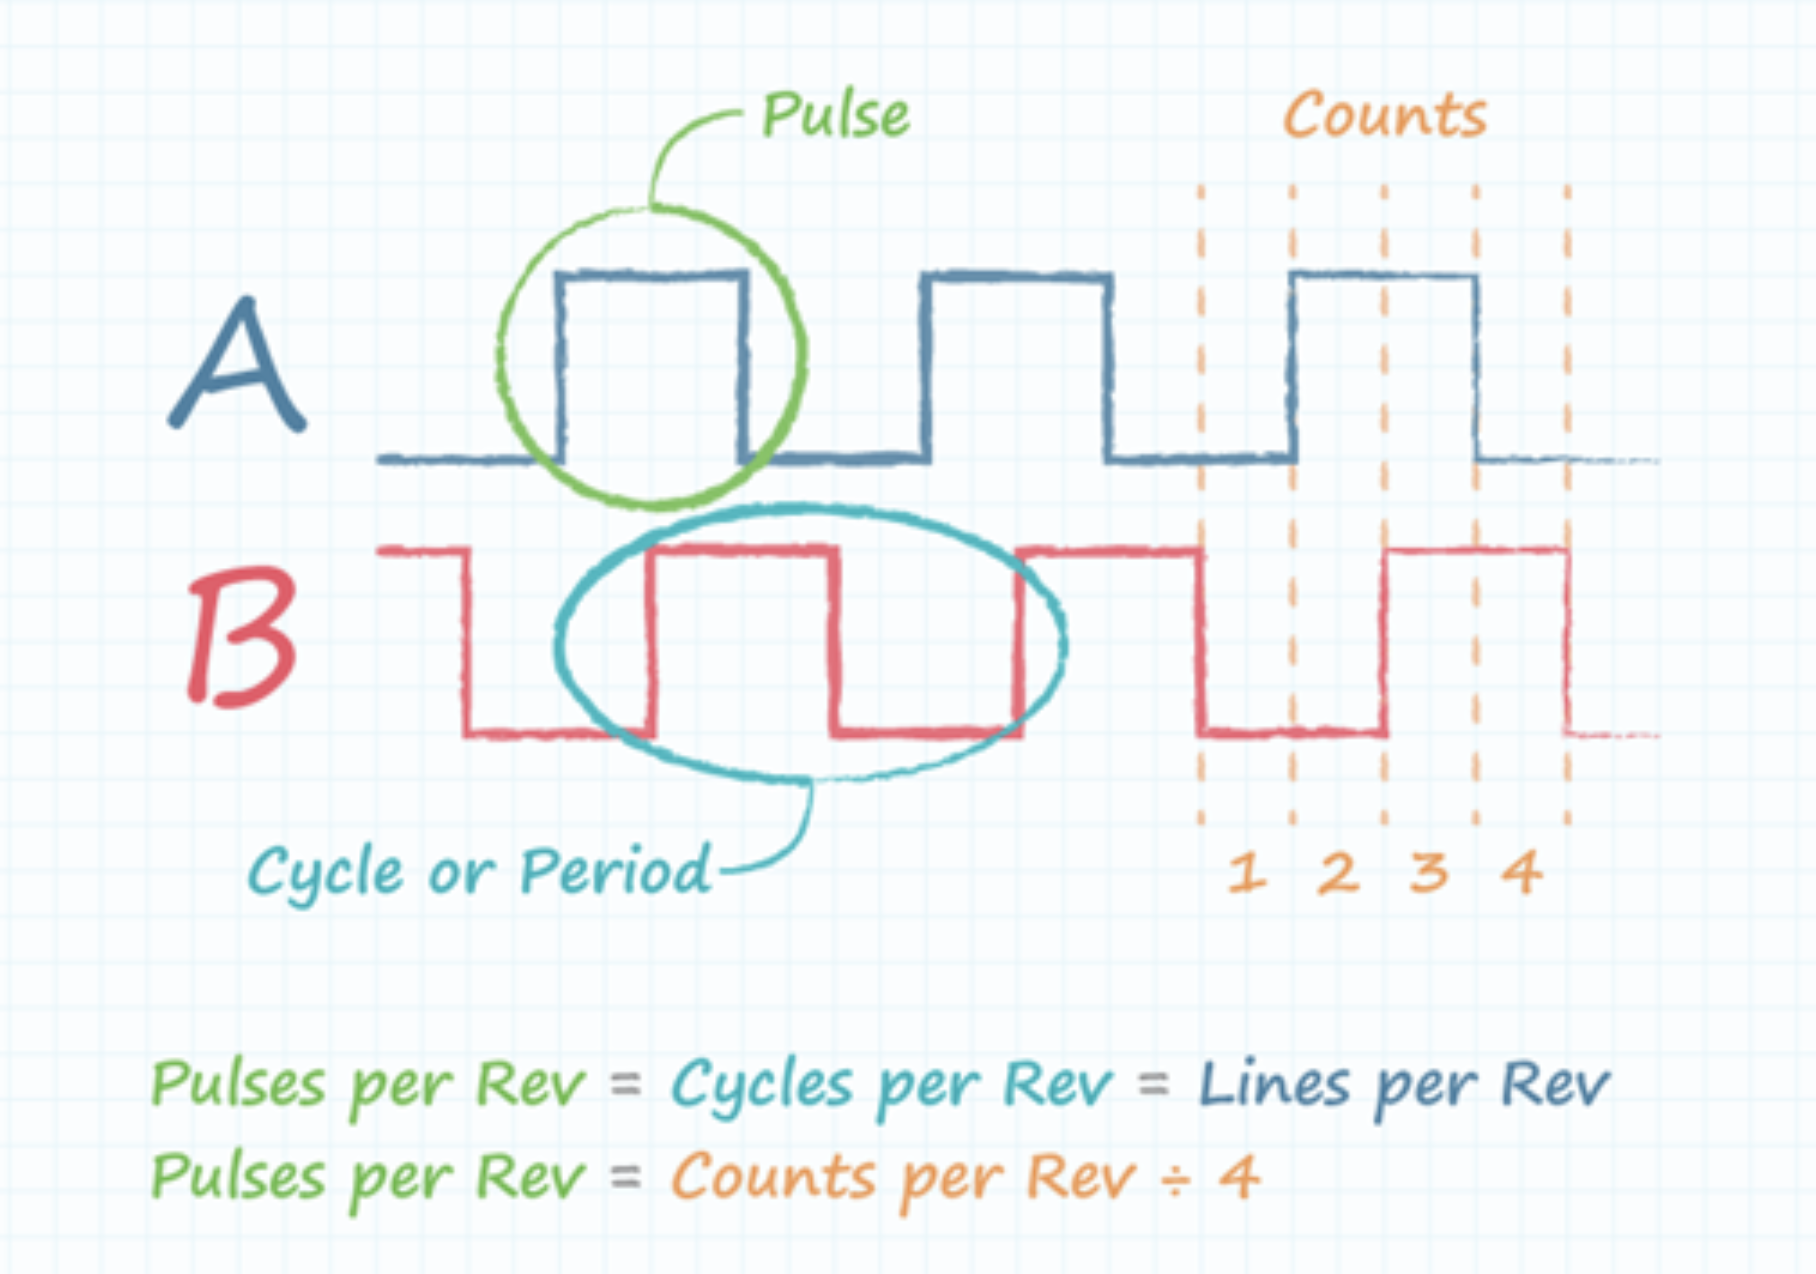 Pulse
Counts
A
B
Cycle or Period
1 2 3 4
Pulses per Rev = Cycles per Rev = Lines per Rev
Pulses per Rev = Counts per Rev ÷ 4